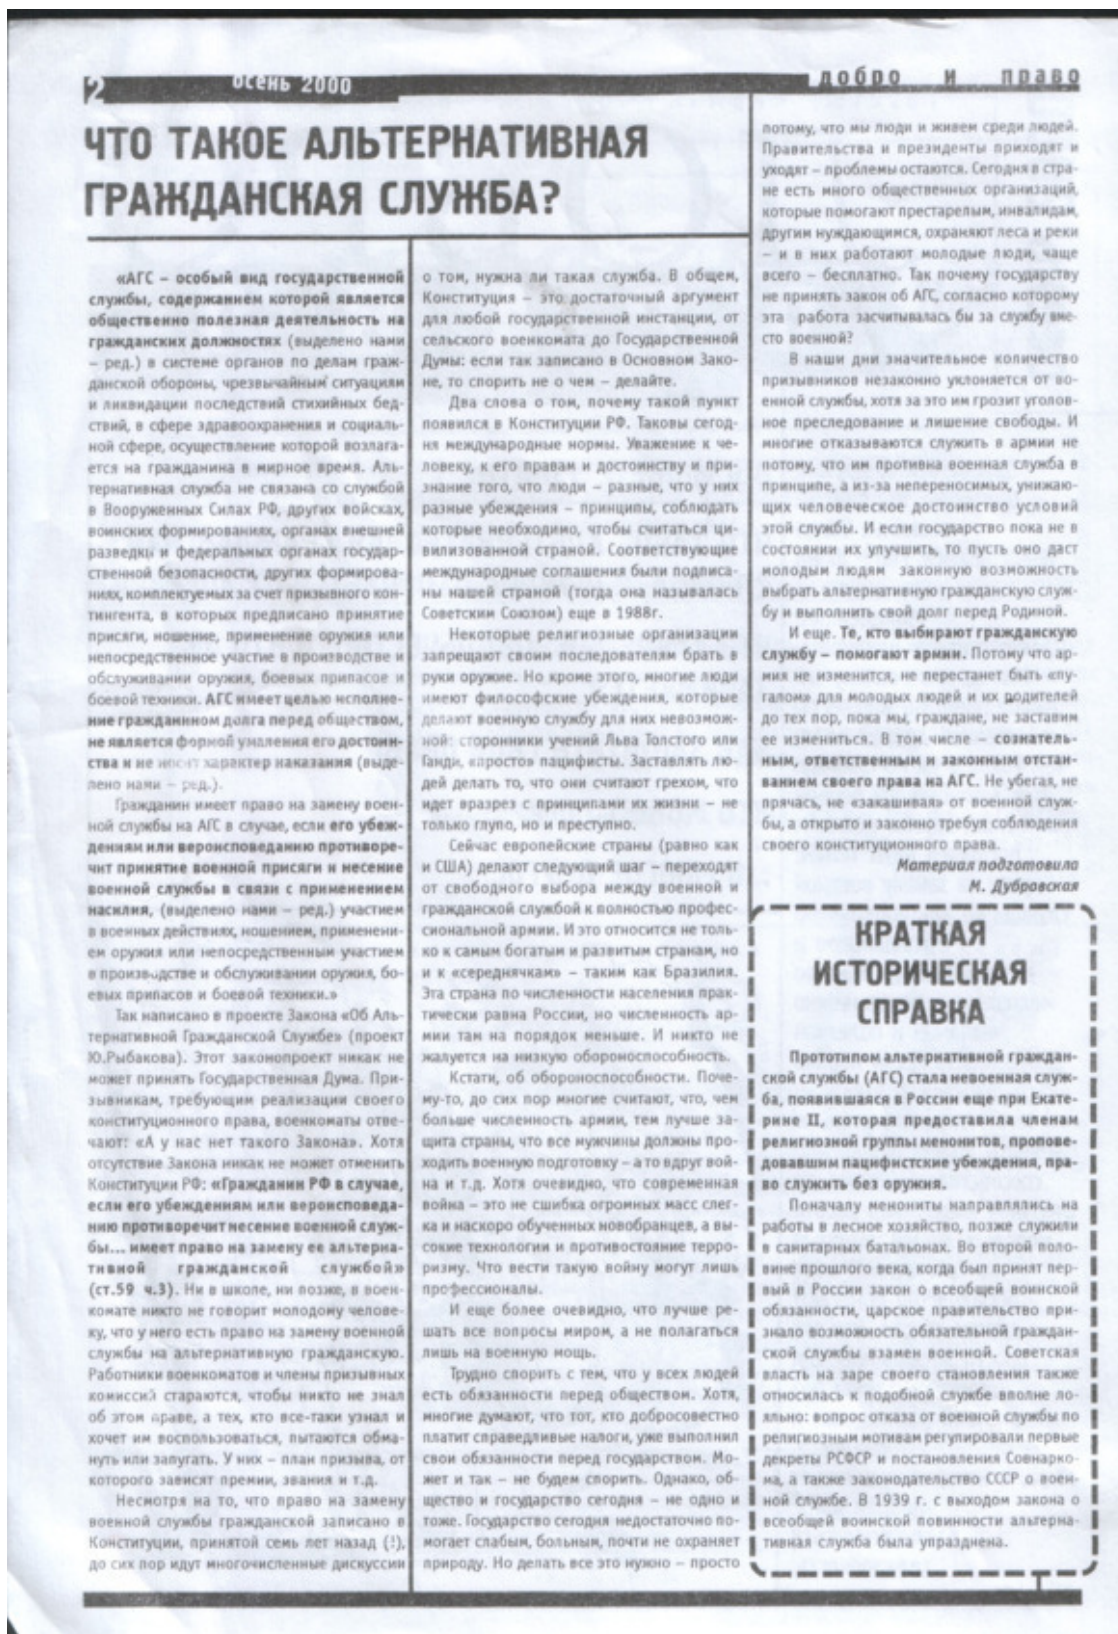 2
осень 2000
добро и право
ЧТО ТАКОЕ АЛЬТЕРНАТИВНАЯ
ГРАЖДАНСКАЯ СЛУЖБА?
«АГС – особый вид государственной
службы, содержанием которой является
общественно полезная деятельность на
гражданских должностях (выделено нами
– ред.) в системе органов по делам граж-
данской обороны, чрезвычайным ситуациям
и ликвидации последствий стихийных бед-
ствий, в сфере здравоохранения и социаль-
ной сфере, осуществление которой возлага-
ется на гражданина в мирное время. Аль-
тернативная служба не связана со службой
в Вооруженных Силах РФ, других войсках,
воинских формированиях, органах внешней
разведки и федеральных органах государ-
ственной безопасности, других формирова-
ниях, комплектуемых за счет призывного кон-
тингента, в которых предписано принятие
присяги, ношение, применение оружия или
непосредственное участие в производстве и
обслуживании оружия, боевых припасов и
боевой техники. АГС имеет целью исполне-
ние гражданином долга перед обществом,
не является формой умаления его достоин-
ства и не носит характер наказания (выде-
лено нами – ред.).
Гражданин имеет право на замену воен-
ной службы на АГС в случае, если его убеж-
дениям или вероисповеданию противоре-
чит принятие военной присяги и несение
военной службы в связи с применением
насилия, (выделено нами – ред.) участием
в военных действиях, ношением, применени-
ем оружия или непосредственным участием
в производстве и обслуживании оружия, бо-
евых припасов и боевой техники.»
Так написано в проекте Закона «Об Аль-
тернативной Гражданской Службе» (проект
Ю.Рыбакова). Этот законопроект никак не
может принять Государственная Дума. При-
зывникам, требующим реализации своего
конституционного права, военкоматы отве-
чают: «А у нас нет такого Закона». Хотя
отсутствие Закона никак не может отменить
Конституции РФ: «Гражданин РФ в случае,
если его убеждениям или вероисповеда-
нию противоречит несение военной служ-
бы... имеет право на замену ее альтерна-
тивной гражданской службой»
(ст.59 ч.3). Ни в школе, ни позже, в воен-
комате никто не говорит молодому челове-
ку, что у него есть право на замену военной
службы на альтернативную гражданскую.
Работники военкоматов и члены призывных
комиссий стараются, чтобы никто не знал
об этом праве, а тех, кто все-таки узнал и
хочет им воспользоваться, пытаются обма-
нуть или запугать. У них – план призыва, от
которого зависят премии, звания и т.д.
Несмотря на то, что право на замену
военной службы гражданской записано в
Конституции, принятой семь лет назад (!),
до сих пор идут многочисленные дискуссии
о том, нужна ли такая служба. В общем,
Конституция – это достаточный аргумент
для любой государственной инстанции, от
сельского военкомата до Государственной
Думы: если так записано в Основном Зако-
не, то спорить не о чем – делайте.
Два слова о том, почему такой пункт
появился в Конституции РФ. Таковы сегод-
ня международные нормы. Уважение к че-
ловеку, к его правам и достоинству и при-
знание того, что люди – разные, что у них
разные убеждения – принципы, соблюдать
которые необходимо, чтобы считаться ци-
вилизованной страной. Соответствующие
международные соглашения были подписа-
ны нашей страной (тогда она называлась
Советским Союзом) еще в 1988г.
Некоторые религиозные организации
запрещают своим последователям брать в
руки оружие. Но кроме этого, многие люди
имеют философские убеждения, которые
делают военную службу для них невозмож-
ной: сторонники учений Льва Толстого или
Ганди, «просто» пацифисты. Заставлять лю-
дей делать то, что они считают грехом, что
идет вразрез с принципами их жизни – не
только глупо, но и преступно.
Сейчас европейские страны (равно как
и США) делают следующий шаг – переходят
от свободного выбора между военной и
гражданской службой к полностью профес-
сиональной армии. И это относится не толь-
ко к самым богатым и развитым странам, но
и к «середнячкам» – таким как Бразилия.
Эта страна по численности населения прак-
тически равна России, но численность ар-
мии там на порядок меньше. И никто не
жалуется на низкую обороноспособность.
Кстати, об обороноспособности. Поче-
му-то, до сих пор многие считают, что, чем
больше численность армии, тем лучше за-
щита страны, что все мужчины должны про-
ходить военную подготовку – а то вдруг вой-
на и т.д. Хотя очевидно, что современная
война – это не сшибка огромных масс слег-
ка и наскоро обученных новобранцев, а вы-
сокие технологии и противостояние терро-
ризму. Что вести такую войну могут лишь
профессионалы.
И еще более очевидно, что лучше ре-
шать все вопросы миром, а не полагаться
лишь на военную мощь.
Трудно спорить с тем, что у всех людей
есть обязанности перед обществом. Хотя,
многие думают, что тот, кто добросовестно
платит справедливые налоги, уже выполнил
свои обязанности перед государством. Мо-
жет и так – не будем спорить. Однако, об-
щество и государство сегодня – не одно и
тоже. Государство сегодня недостаточно по-
могает слабым, больным, почти не охраняет
природу. Но делать все это нужно – просто
потому, что мы люди и живем среди людей.
Правительства и президенты приходят и
уходят – проблемы остаются. Сегодня в стра-
не есть много общественных организаций,
которые помогают престарелым, инвалидам,
другим нуждающимся, охраняют леса и реки
– и в них работают молодые люди, чаще
всего – бесплатно. Так почему государству
не принять закон об АГС, согласно которому
эта работа засчитывалась бы за службу вме-
сто военной?
В наши дни значительное количество
призывников незаконно уклоняется от во-
енной службы, хотя за это им грозит уголов-
ное преследование и лишение свободы. И
многие отказываются служить в армии не
потому, что им противна военная служба в
принципе, а из-за непереносимых, унижаю-
щих человеческое достоинство условий
этой службы. И если государство пока не в
состоянии их улучшить, то пусть оно даст
молодым людям законную возможность
выбрать альтернативную гражданскую служ-
бу и выполнить свой долг перед Родиной.
И еще. Те, кто выбирают гражданскую
службу – помогают армии. Потому что ар-
мия не изменится, не перестанет быть «пу-
галом» для молодых людей и их родителей
до тех пор, пока мы, граждане, не заставим
ее измениться. В том числе – сознатель-
ным, ответственным и законным отстаи-
ванием своего права на АГС. Не убегая, не
прячась, не «закашивая» от военной служ-
бы, а открыто и законно требуя соблюдения
своего конституционного права.
Материал подготовила
М. Дубровская
КРАТКАЯ
ИСТОРИЧЕСКАЯ
СПРАВКА
Прототипом альтернативной граждан-
ской службы (АГС) стала невоенная служ-
ба, появившаяся в России еще при Екате-
рине II, которая предоставила членам
религиозной группы менонитов, пропове-
довавшим пацифистские убеждения, пра-
во служить без оружия.
Поначалу менониты направлялись на
работы в лесное хозяйство, позже служили
в санитарных батальонах. Во второй поло-
вине прошлого века, когда был принят пер-
вый в России закон о всеобщей воинской
обязанности, царское правительство при-
знало возможность обязательной граждан-
ской службы взамен военной. Советская
власть на заре своего становления также
относилась к подобной службе вполне ло-
яльно: вопрос отказа от военной службы по
религиозным мотивам регулировали первые
декреты РСФСР и постановления Совнарко-
ма, а также законодательство СССР о воен-
ной службе. В 1939 г. с выходом закона о
всеобщей воинской повинности альтерна-
тивная служба была упразднена.